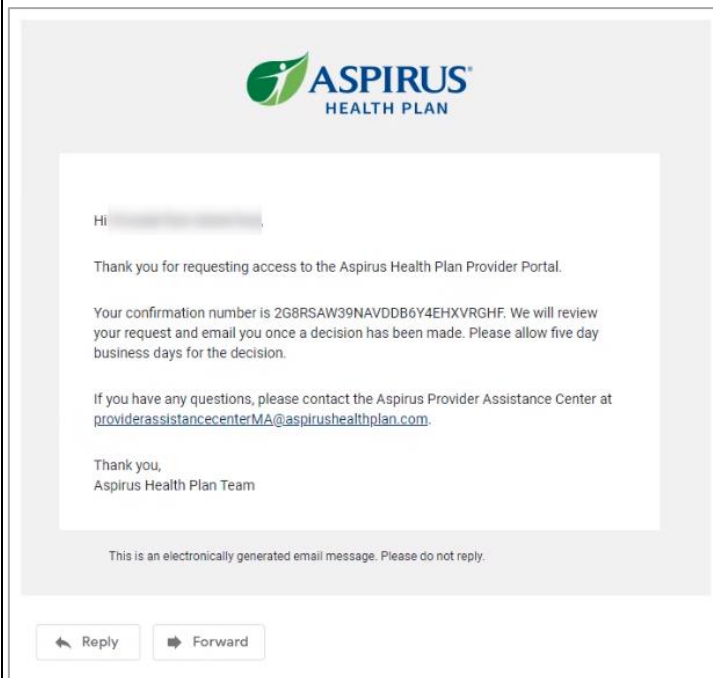 ASPIRUS®
HEALTH PLAN
Hi
Thank you for requesting access to the Aspirus Health Plan Provider Portal.
Your confirmation number is 2G8RSAW39NAVDDB6Y4EHXVRGHF. We will review
your request and email you once a decision has been made. Please allow five day
business days for the decision.
If you have any questions, please contact the Aspirus Provider Assistance Center at
providerassistancecenterMA@aspirushealthplan.com.
Thank you,
Aspirus Health Plan Team
This is an electronically generated email message. Please do not reply.
Reply
Forward